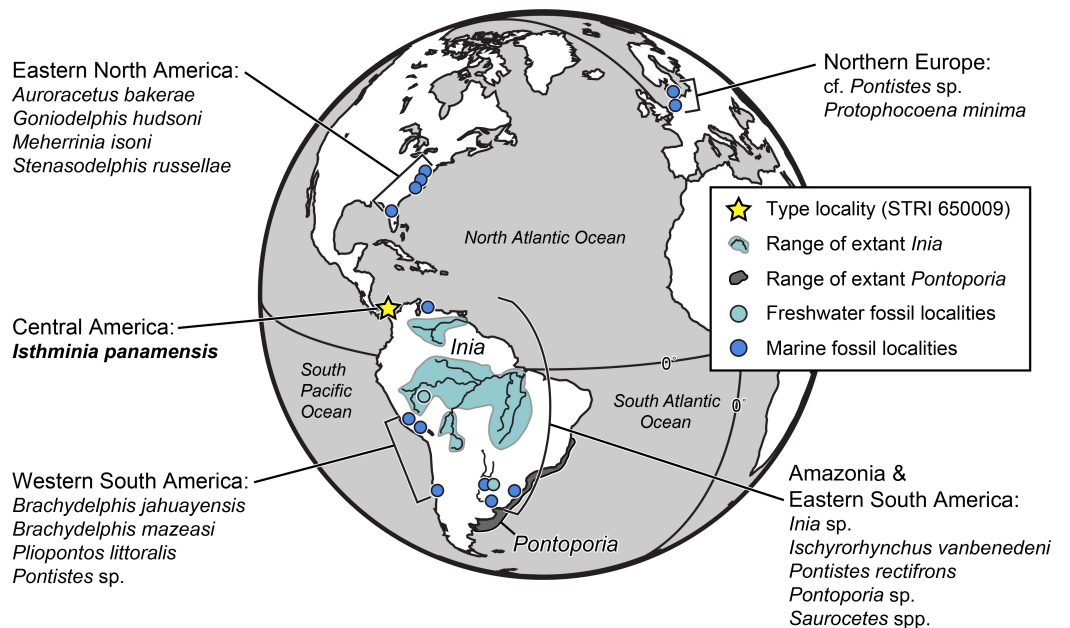 Eastern North America:
Auroracetus bakerae
Goniodelphis hudsoni
Meherrinia isoni
Stenasodelphis russellae
Northern Europe:
cf. Pontistes sp.
Protophocoena minima
Type locality (STRI 650009)
Range of extant Inia
Range of extant Pontoporia
Freshwater fossil localities
Marine fossil localities
North Atlantic Ocean
Central America:
Isthminia panamensis
Inia
South
Pacific
Ocean
South Atlantic
Ocean
0°
0°
Western South America:
Brachydelphis jahuayensis
Brachydelphis mazeasi
Pliopontos littoralis
Pontistes sp.
Pontoporia
Amazonia &
Eastern South America:
Inia sp.
Ischyrorhynchus vanbenedeni
Pontistes rectifrons
Pontoporia sp.
Saurocetes spp.